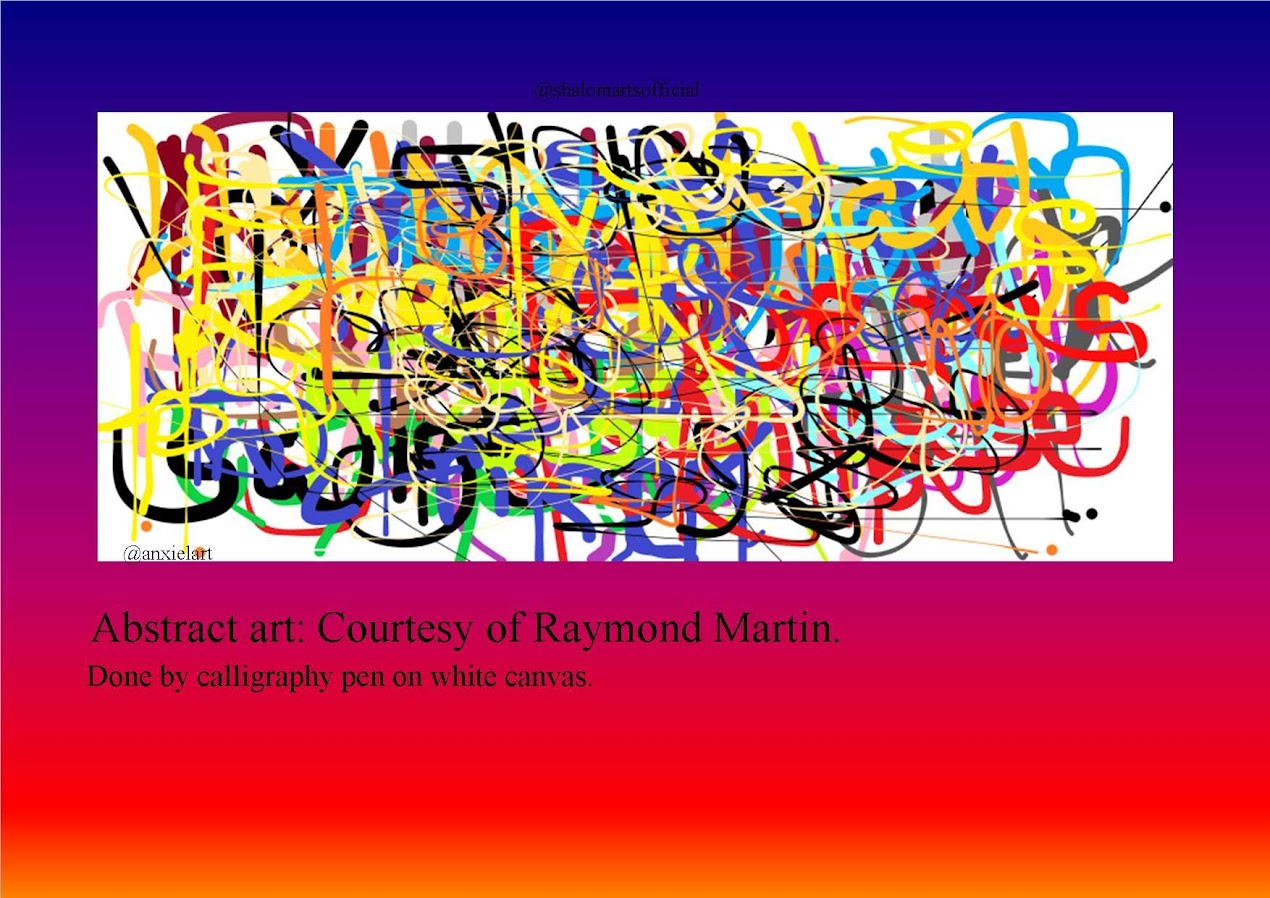 @shalomartsofficial
@anxielart
Abstract art: Courtesy of Raymond Martin.
Done by calligraphy pen on white canvas.